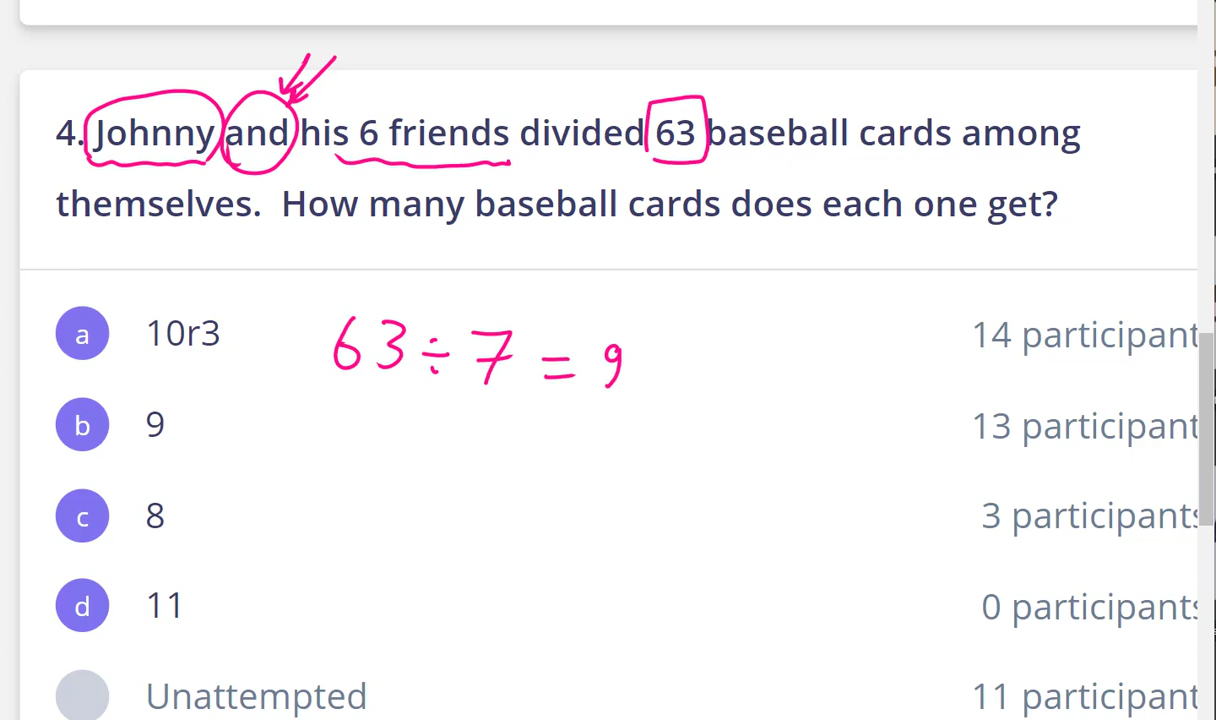 4. Johnny and his 6 friends divided 63 baseball cards among
themselves. How many baseball cards does each one get?
a 10r3 14 participant
63 ÷ 7 = 9
b 9 13 participant
c 8 3 participants
d 11 0 participants
Unattempted 11 participant